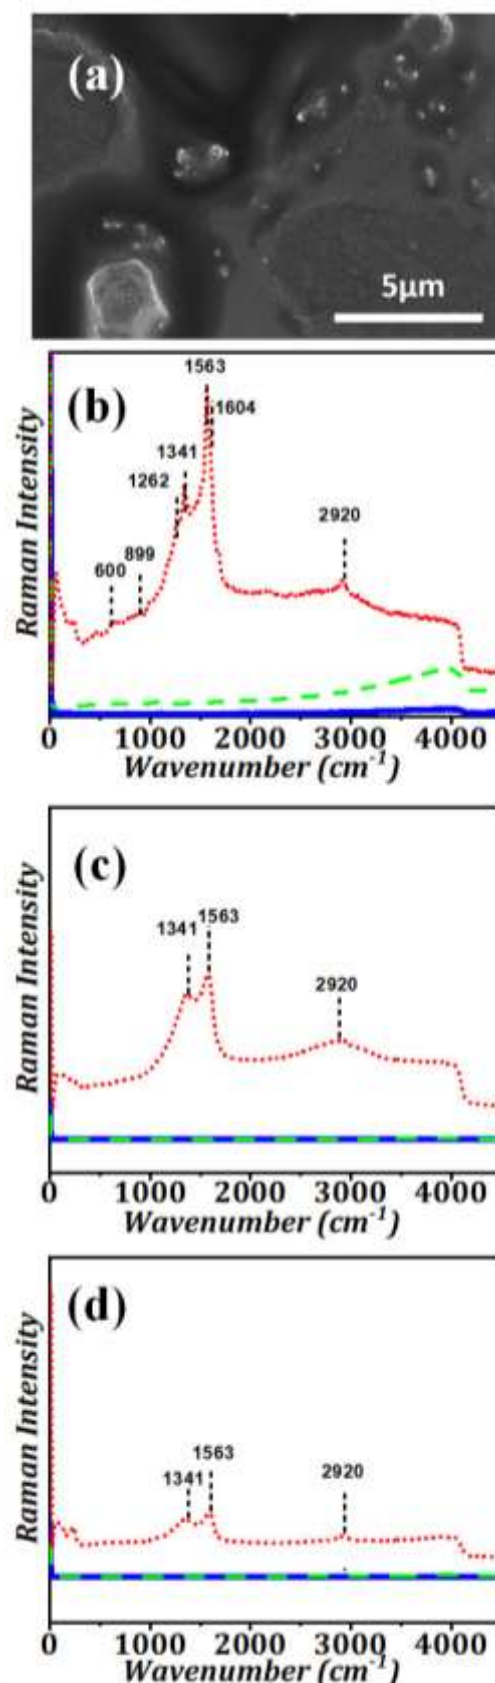 (a)
5μm
(b)
1563
1604
1341
1262
2920
899
600
Raman Intensity
0 1000 2000 3000 4000
Wavenumber (cm-1)
(c)
1563
1341
2920
Raman Intensity
0 1000 2000 3000 4000
Wavenumber (cm-1)
(d)
1563
1341
2920
Raman Intensity
0 1000 2000 3000 4000
Wavenumber (cm-1)